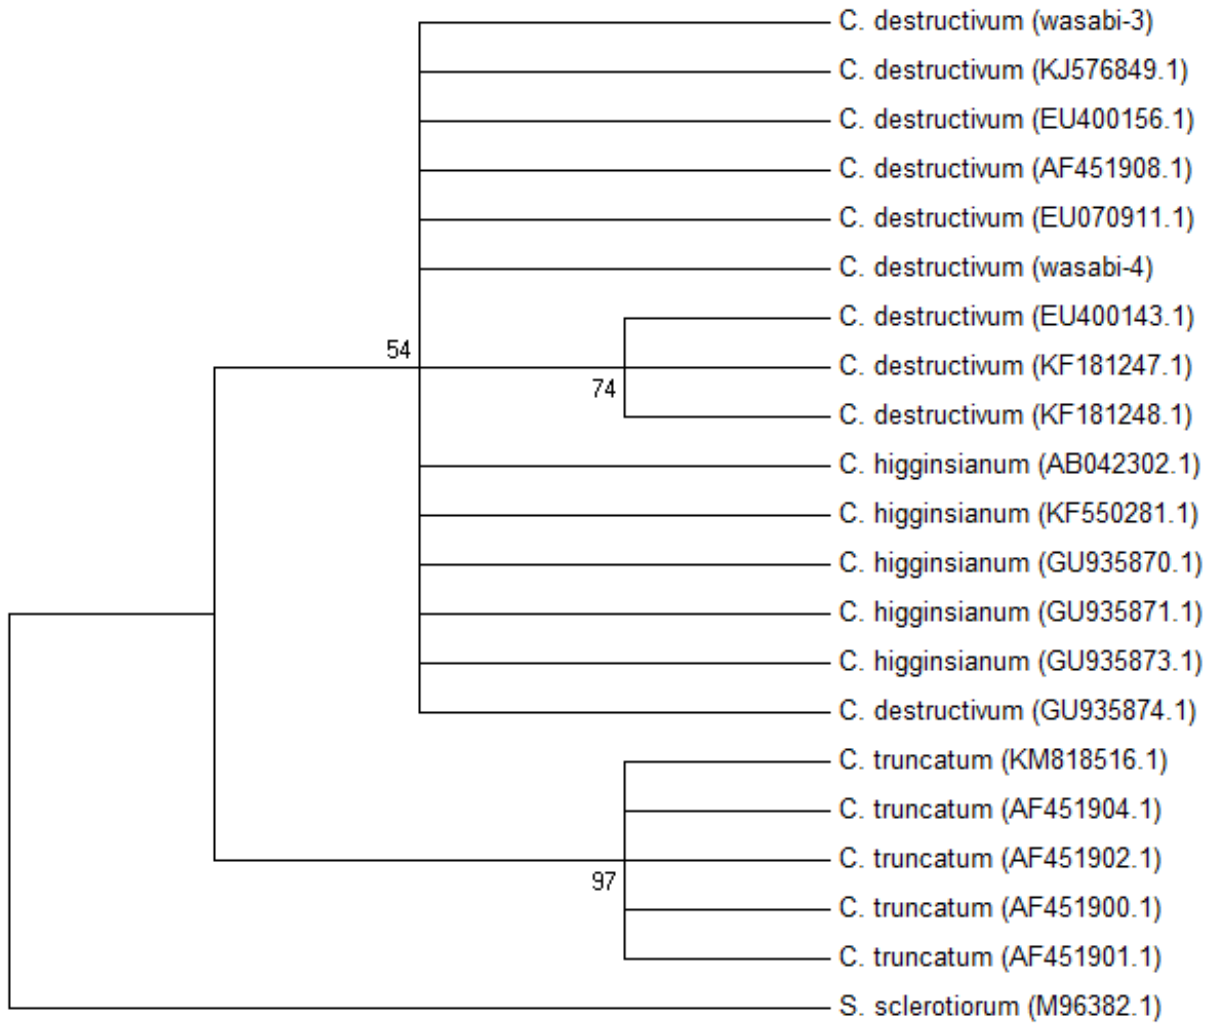 C. destructivum (wasabi-3)
C. destructivum (KJ576849.1)
C. destructivum (EU400156.1)
C. destructivum (AF451908.1)
C. destructivum (EU070911.1)
C. destructivum (wasabi-4)
C. destructivum (EU400143.1)
54
C. destructivum (KF181247.1)
74
C. destructivum (KF181248.1)
C. higginsianum (AB042302.1)
C. higginsianum (KF550281.1)
C. higginsianum (GU935870.1)
C. higginsianum (GU935871.1)
C. higginsianum (GU935873.1)
C. destructivum (GU935874.1)
C. truncatum (KM818516.1)
C. truncatum (AF451904.1)
C. truncatum (AF451902.1)
97
C. truncatum (AF451900.1)
C. truncatum (AF451901.1)
S. sclerotiorum (M96382.1)